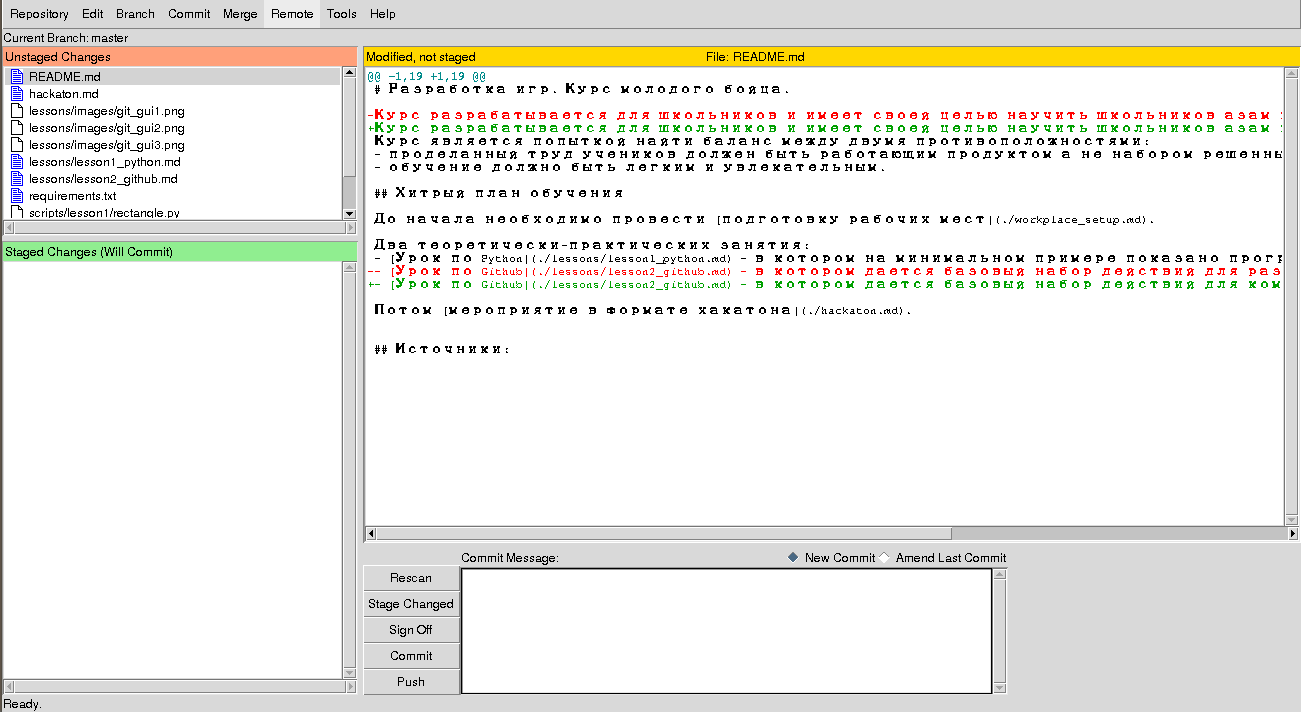 Repository Edit Branch Commit Merge Remote Tools Help
Current Branch: master
Unstaged Changes
README.md
hackaton.md
lessons/images/git_gui1.png
lessons/images/git_gui2.png
lessons/images/git_gui3.png
lessons/lesson1_python.md
lessons/lesson2_github.md
requirements.txt
scripts/lesson1/rectangle.py
Staged Changes (Will Commit)
Modified, not staged File: README.md
@@ -1,19 +1,19 @@
# Разработка игр. Курс молодого бойца.
-Курс разрабатывается для школьников и имеет своей целью научить школьников азам
+Курс разрабатывается для школьников и имеет своей целью научить школьников азам
Курс является попыткой найти баланс между двумя противоположностями:
- проделанный труд учеников должен быть работающим продуктом а не набором решенны
- обучение должно быть легким и увлекательным.
## Хитрый план обучения
До начала необходимо провести [подготовку рабочих мест](./workplace_setup.md).
Два теоретически-практических занятия:
- [Урок по Python](./lessons/lesson1_python.md) - в котором на минимальном примере показано прогр
-- [Урок по Github](./lessons/lesson2_github.md) - в котором дается базовый набор действий для раз
+- [Урок по Github](./lessons/lesson2_github.md) - в котором дается базовый набор действий для ком
Потом [мероприятие в формате хакатона](./hackaton.md).
## Источники:
Commit Message: New Commit Amend Last Commit
Rescan
Stage Changed
Sign Off
Commit
Push
Ready.